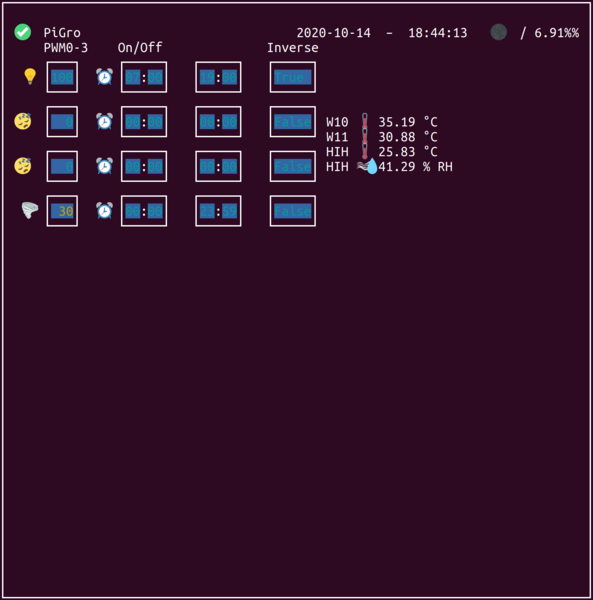 PiGro 2020-10-14 – 18:44:13 / 6.91%%
PWM0-3 On/Off Inverse
100 07:00 19:00 True
0 00:00 00:00 False
W10 35.19 °C
W11 30.88 °C
HIH 25.83 °C
0 00:00 00:00 False
HIH 41.29 % RH
30 00:00 23:59 False